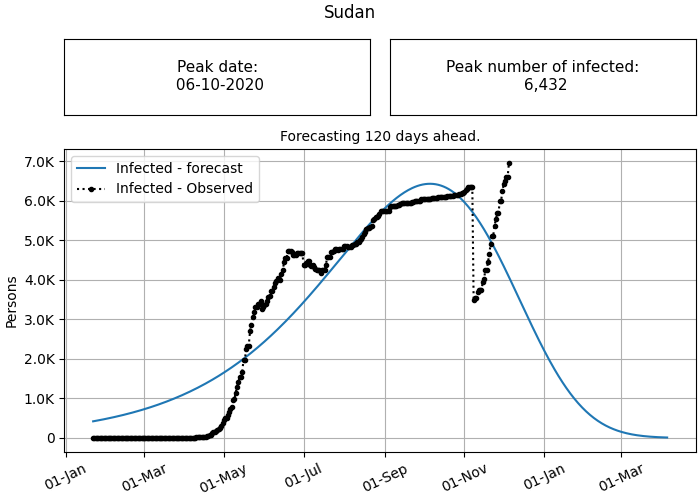 Sudan
Peak date:
06-10-2020
Peak number of infected:
6,432
Forecasting 120 days ahead.
Infected - forecast
Infected - Observed
Persons
7.0K
6.0K
5.0K
4.0K
3.0K
2.0K
1.0K
0
01-Jan
01-Mar
01-May
01-Jul
01-Sep
01-Nov
01-Jan
01-Mar